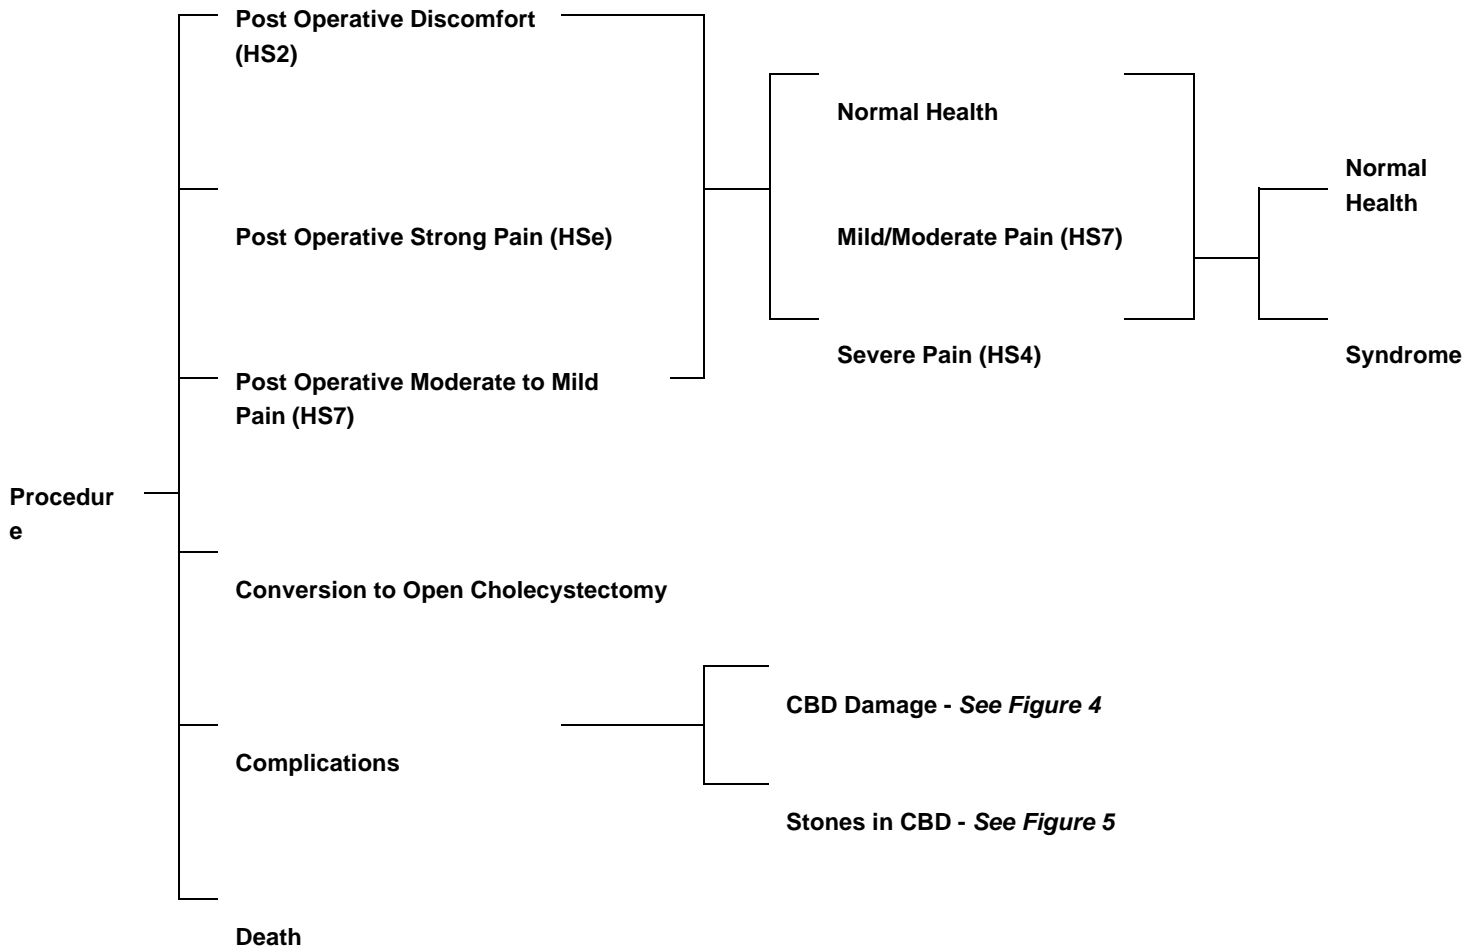 Post Operative Discomfort
(HS2)
Normal Health
Normal
Health
Post Operative Strong Pain (HSe)
Mild/Moderate Pain (HS7)
Severe Pain (HS4)
Syndrome
Post Operative Moderate to Mild
Pain (HS7)
Procedur
e
Conversion to Open Cholecystectomy
CBD Damage - See Figure 4
Complications
Stones in CBD - See Figure 5
Death